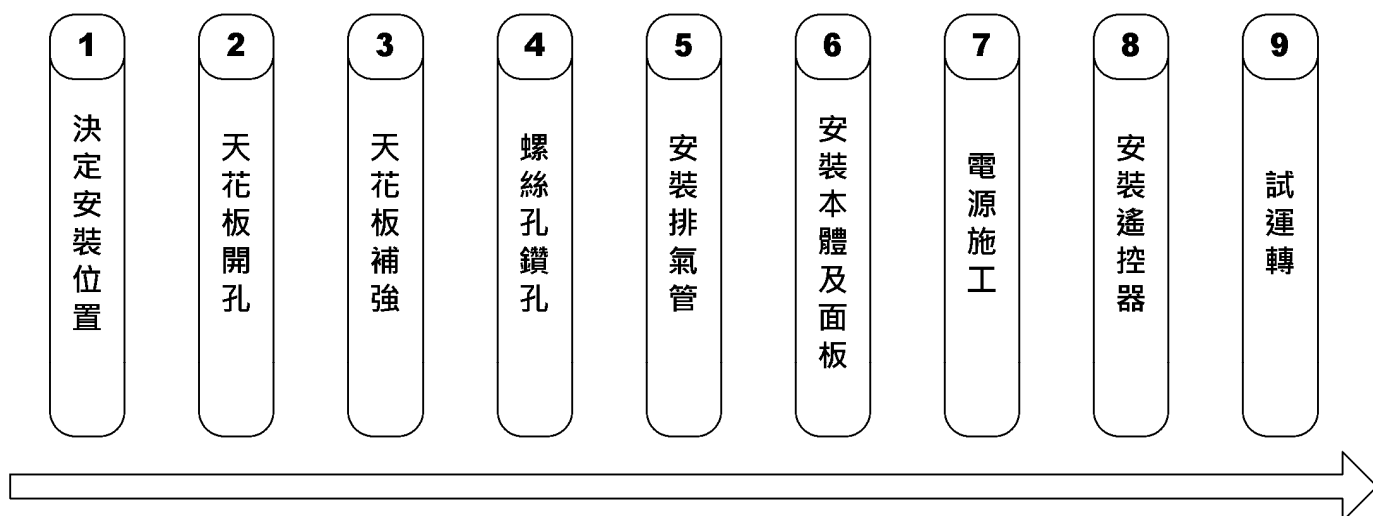 1
決定安裝位置
2
天花板開孔
3
天花板補強
4
螺絲孔鑽孔
5
安裝排氣管
6
安裝本體及面板
7
電源施工
8
安裝遙控器
9
試運轉